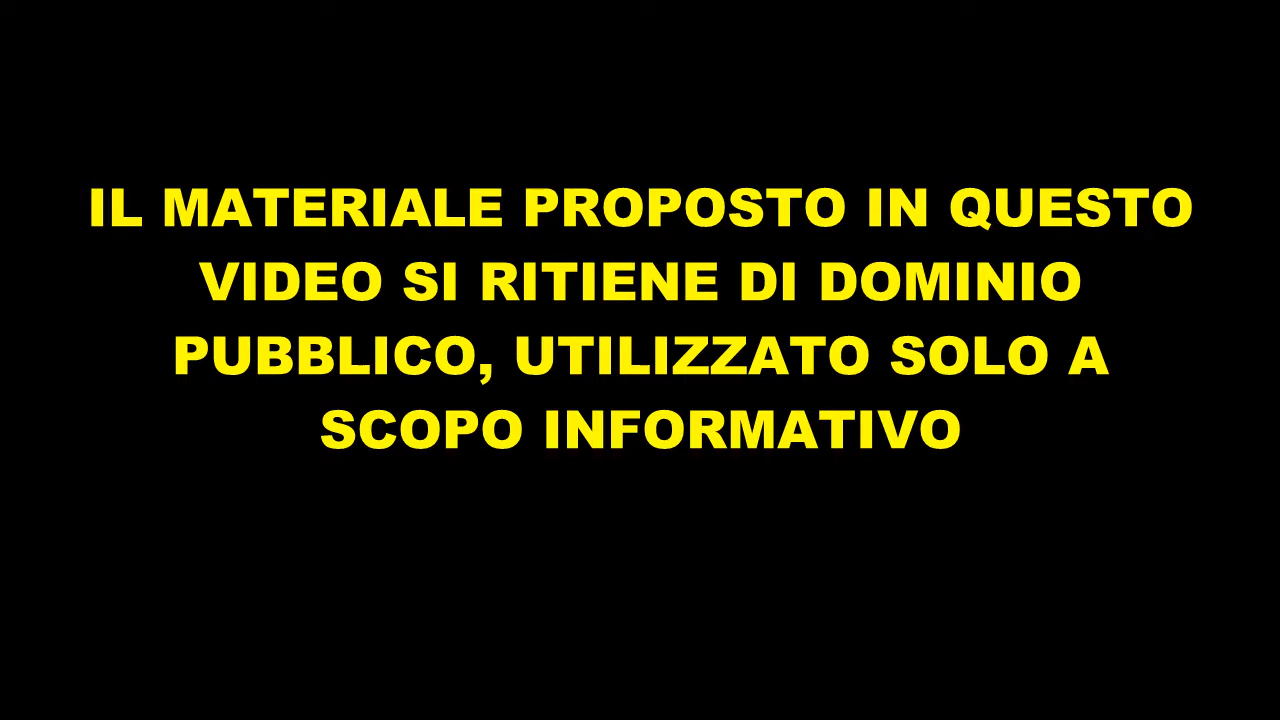 IL MATERIALE PROPOSTO IN QUESTO
VIDEO SI RITIENE DI DOMINIO
PUBBLICO, UTILIZZATO SOLO A
SCOPO INFORMATIVO